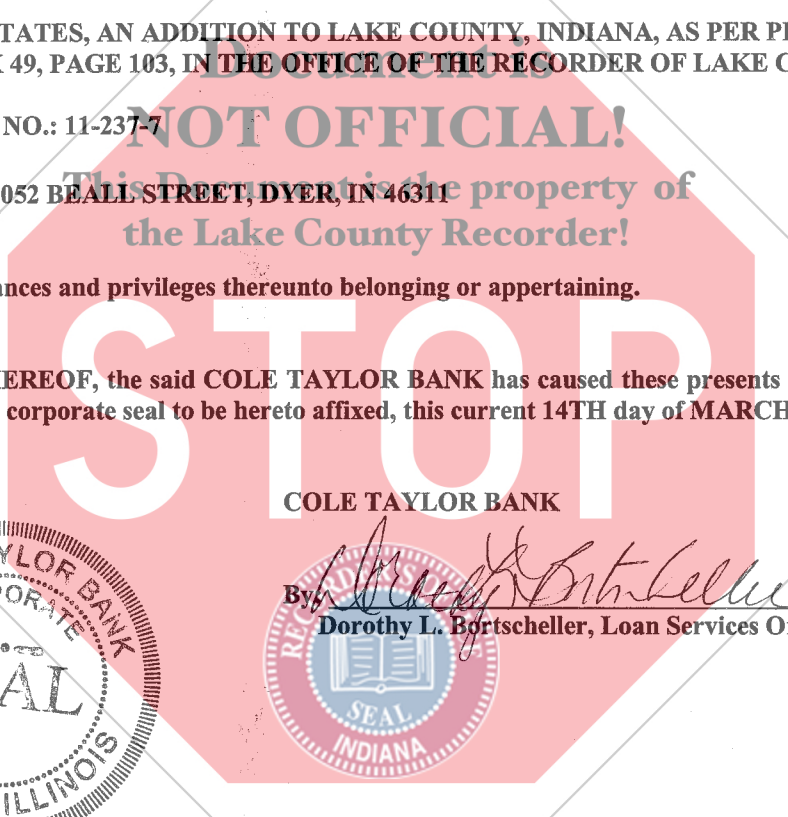 TATES, AN ADDITION TO LAKE COUNTY, INDIANA, AS PER P
49, PAGE 103, IN THE OFFICE OF THE RECORDER OF LAKE C
Document is
NO.: 11-237-7
NOT OFFICIAL!
This Document is the property of
052 BEALL STREET, DYER, IN 46311
the Lake County Recorder!
ances and privileges thereunto belonging or appertaining.
STOP
HEREOF, the said COLE TAYLOR BANK has caused these presents
corporate seal to be hereto affixed, this current 14TH day of MARCH
COLE TAYLOR BANK
By:
Dorothy L. Bortscheller, Loan Services O
YLOR BANK
PORATE
AL
ILLINOIS
SEAL
INDIANA